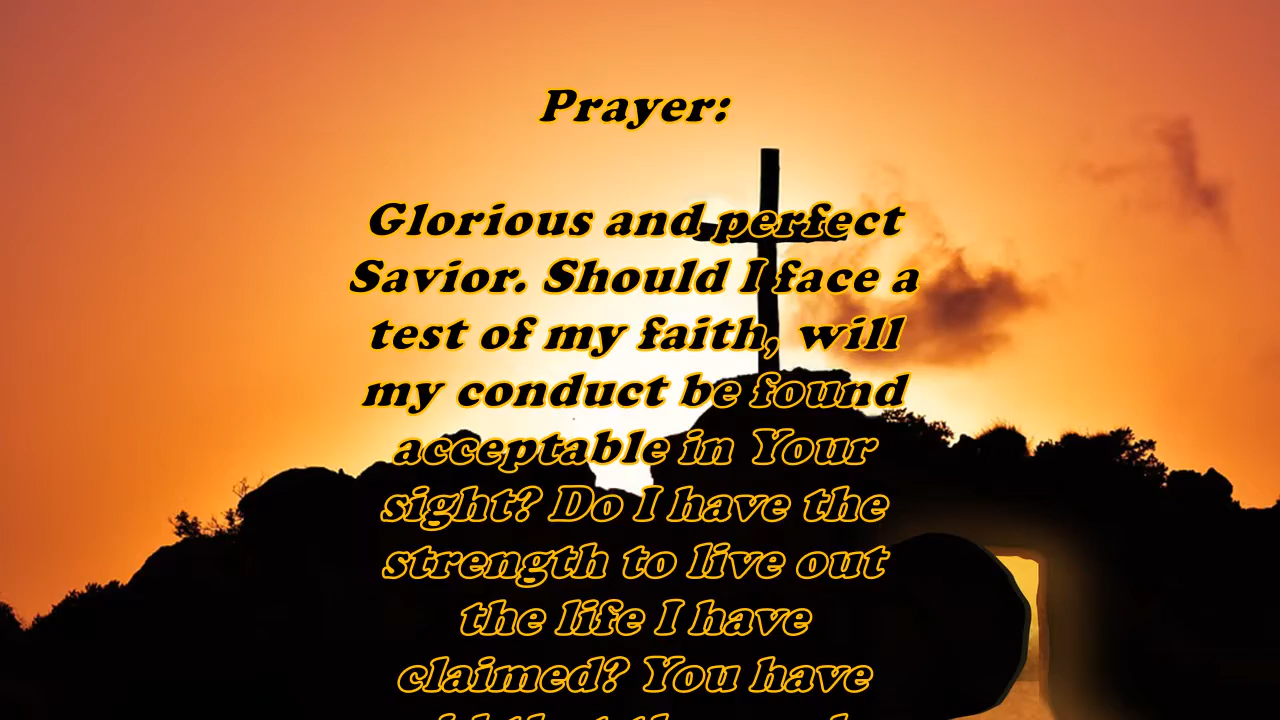 Prayer:
Glorious and perfect
Savior. Should I face a
test of my faith, will
my conduct be found
acceptable in Your
sight? Do I have the
strength to live out
the life I have
claimed? You have